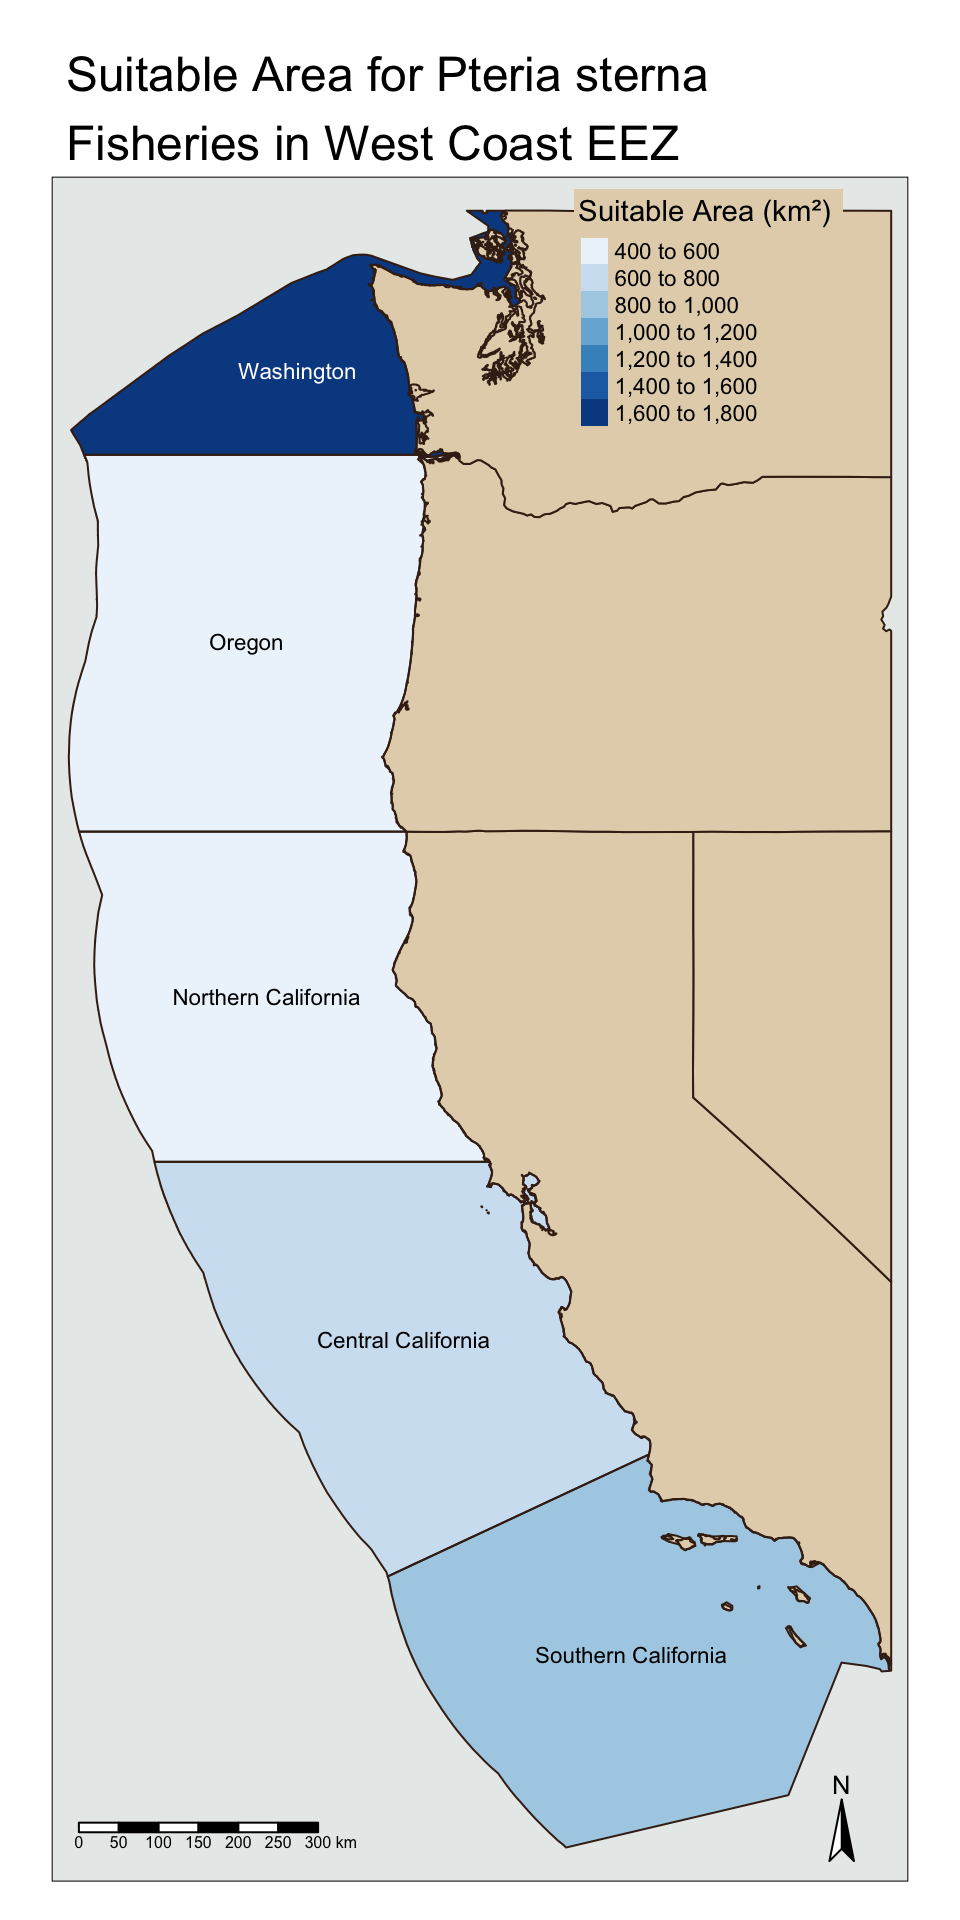 Suitable Area for Pteria sterna
Fisheries in West Coast EEZ
Suitable Area (km²)
400 to 600
600 to 800
800 to 1,000
1,000 to 1,200
1,200 to 1,400
1,400 to 1,600
1,600 to 1,800
Washington
Oregon
Northern California
Central California
Southern California
N
0 50 100 150 200 250 300 km